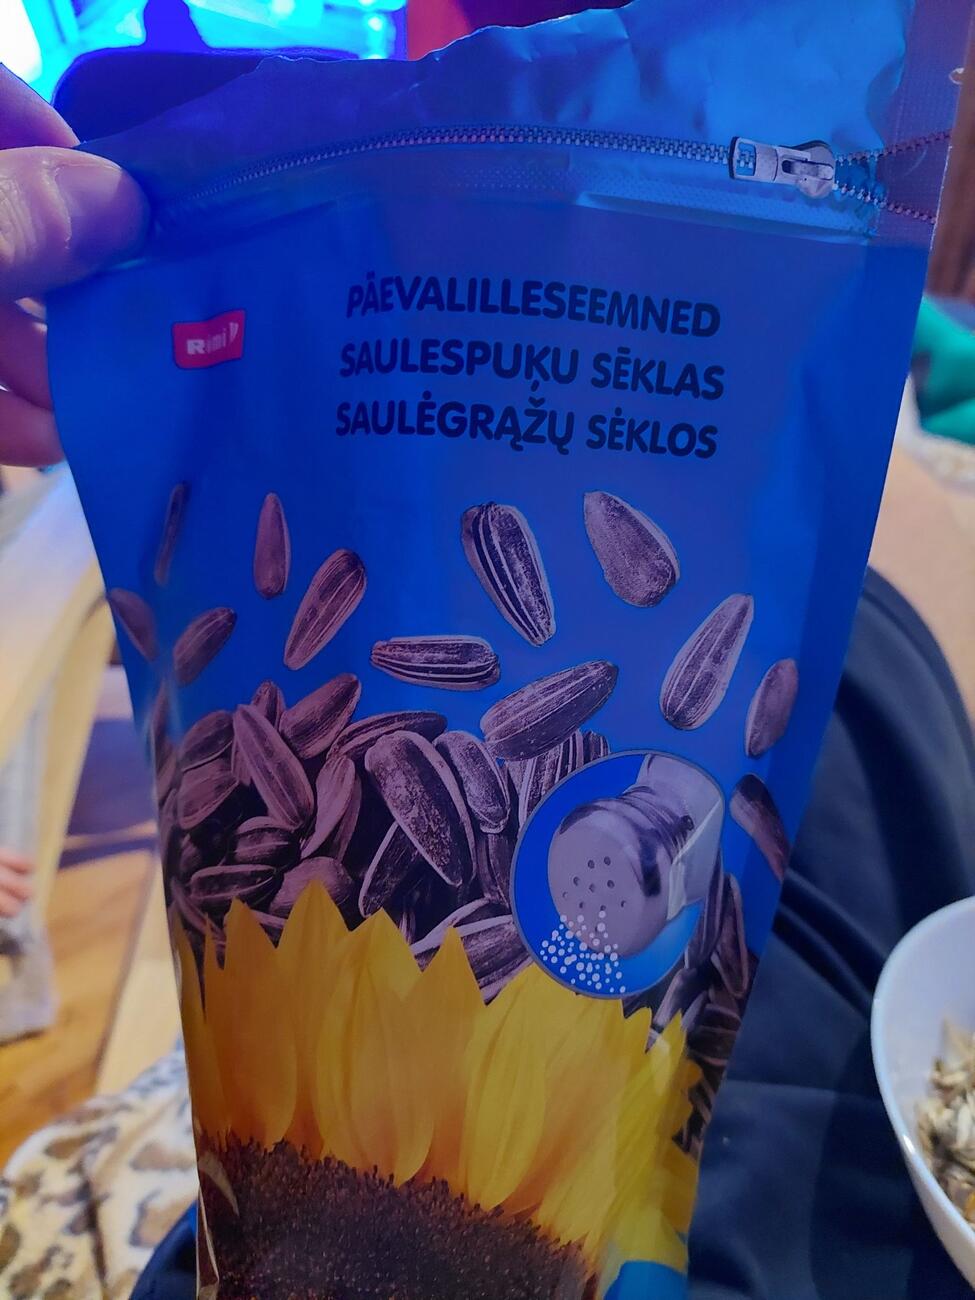 Rimi
PÄEVALILLESEEMNED
SAULESPUĶU SĒKLAS
SAULĖGRĄŽŲ SĖKLOS